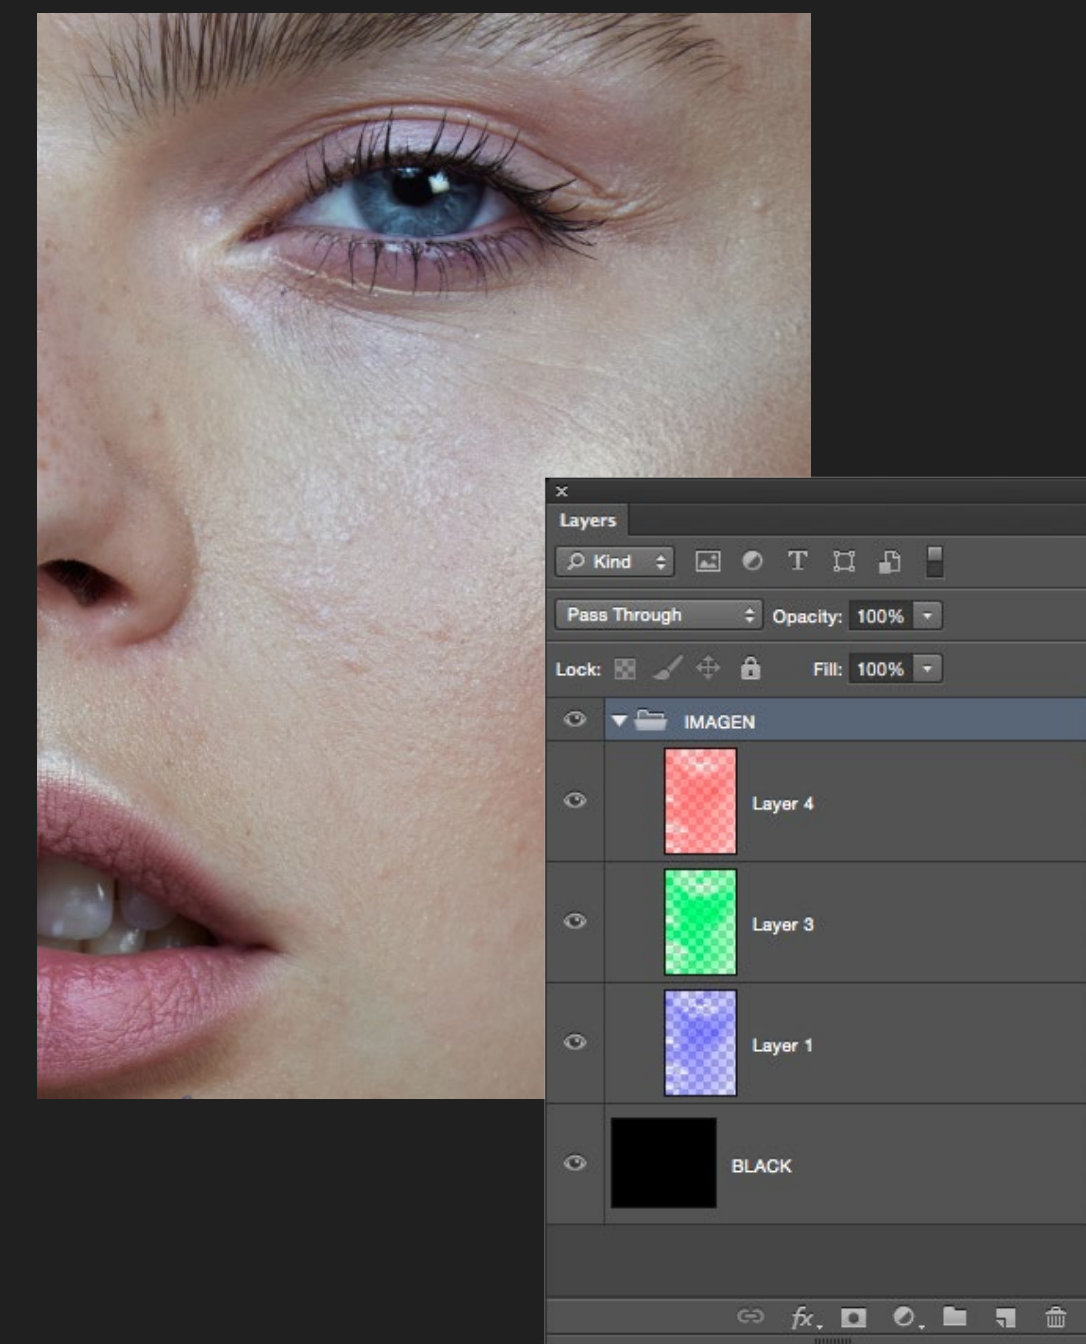 Layers
Kind
Pass Through Opacity: 100%
Lock: Fill: 100%
IMAGEN
Layer 4
Layer 3
Layer 1
BLACK
fx